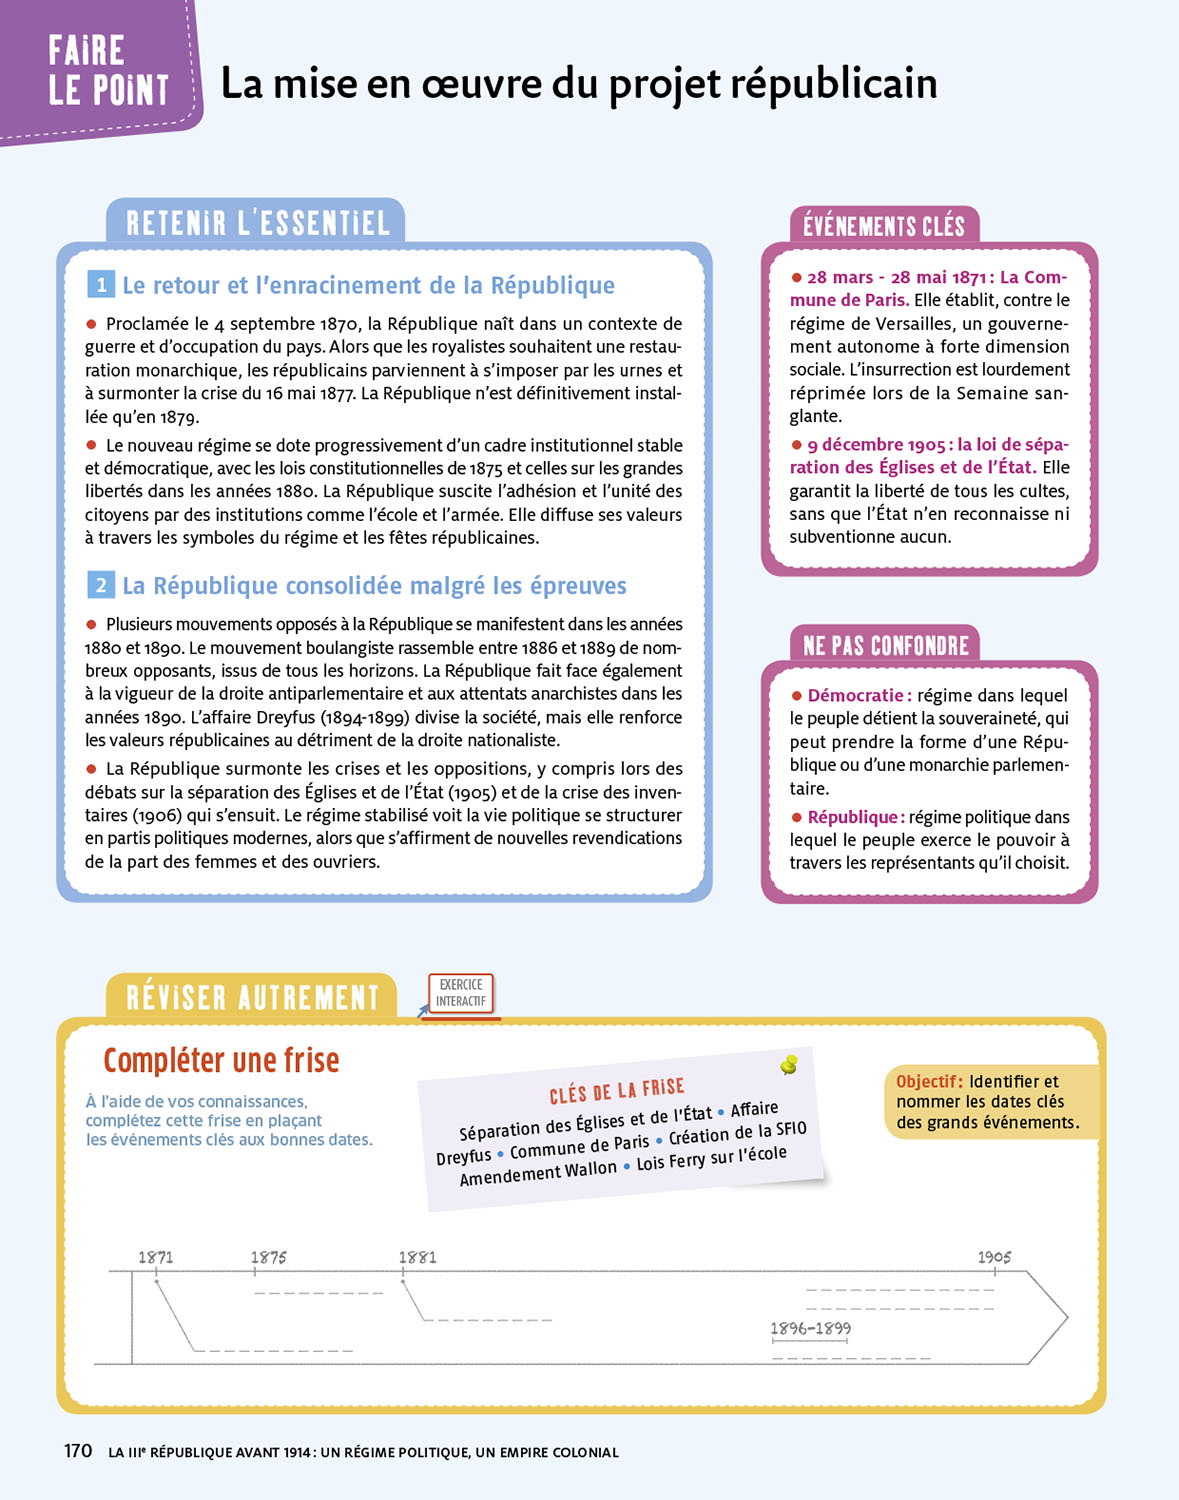 FAIRE
LE POINT
La mise en œuvre du projet républicain
RETENIR L'ESSENTIEL
1 Le retour et l'enracinement de la République
• Proclamée le 4 septembre 1870, la République naît dans un contexte de
guerre et d'occupation du pays. Alors que les royalistes souhaitent une restau-
ration monarchique, les républicains parviennent à s'imposer par les urnes et
à surmonter la crise du 16 mai 1877. La République n'est définitivement instal-
lée qu'en 1879.
• Le nouveau régime se dote progressivement d'un cadre institutionnel stable
et démocratique, avec les lois constitutionnelles de 1875 et celles sur les grandes
libertés dans les années 1880. La République suscite l'adhésion et l'unité des
citoyens par des institutions comme l'école et l'armée. Elle diffuse ses valeurs
à travers les symboles du régime et les fêtes républicaines.
2 La République consolidée malgré les épreuves
• Plusieurs mouvements opposés à la République se manifestent dans les années
1880 et 1890. Le mouvement boulangiste rassemble entre 1886 et 1889 de nom-
breux opposants, issus de tous les horizons. La République fait face également
à la vigueur de la droite antiparlementaire et aux attentats anarchistes dans les
années 1890. L'affaire Dreyfus (1894-1899) divise la société, mais elle renforce
les valeurs républicaines au détriment de la droite nationaliste.
• La République surmonte les crises et les oppositions, y compris lors des
débats sur la séparation des Églises et de l'État (1905) et de la crise des inven-
taires (1906) qui s'ensuit. Le régime stabilisé voit la vie politique se structurer
en partis politiques modernes, alors que s'affirment de nouvelles revendications
de la part des femmes et des ouvriers.
ÉVÉNEMENTS CLÉS
• 28 mars - 28 mai 1871 : La Com-
mune de Paris. Elle établit, contre le
régime de Versailles, un gouverne-
ment autonome à forte dimension
sociale. L'insurrection est lourdement
réprimée lors de la Semaine san-
glante.
• 9 décembre 1905 : la loi de sépa-
ration des Églises et de l'État. Elle
garantit la liberté de tous les cultes,
sans que l'État n'en reconnaisse ni
subventionne aucun.
NE PAS CONFONDRE
• Démocratie : régime dans lequel
le peuple détient la souveraineté, qui
peut prendre la forme d'une Répu-
blique ou d'une monarchie parlemen-
taire.
• République : régime politique dans
lequel le peuple exerce le pouvoir à
travers les représentants qu'il choisit.
RÉVISER AUTREMENT
EXERCICE
INTERACTIF
Compléter une frise
À l'aide de vos connaissances,
complétez cette frise en plaçant
les événements clés aux bonnes dates.
CLÉS DE LA FRISE
Séparation des Églises et de l'État • Affaire
Dreyfus • Commune de Paris • Création de la SFIO
Amendement Wallon • Lois Ferry sur l'école
Objectif : Identifier et
nommer les dates clés
des grands événements.
1871 1875 1881 1905
1896-1899
170 LA IIIe RÉPUBLIQUE AVANT 1914 : UN RÉGIME POLITIQUE, UN EMPIRE COLONIAL